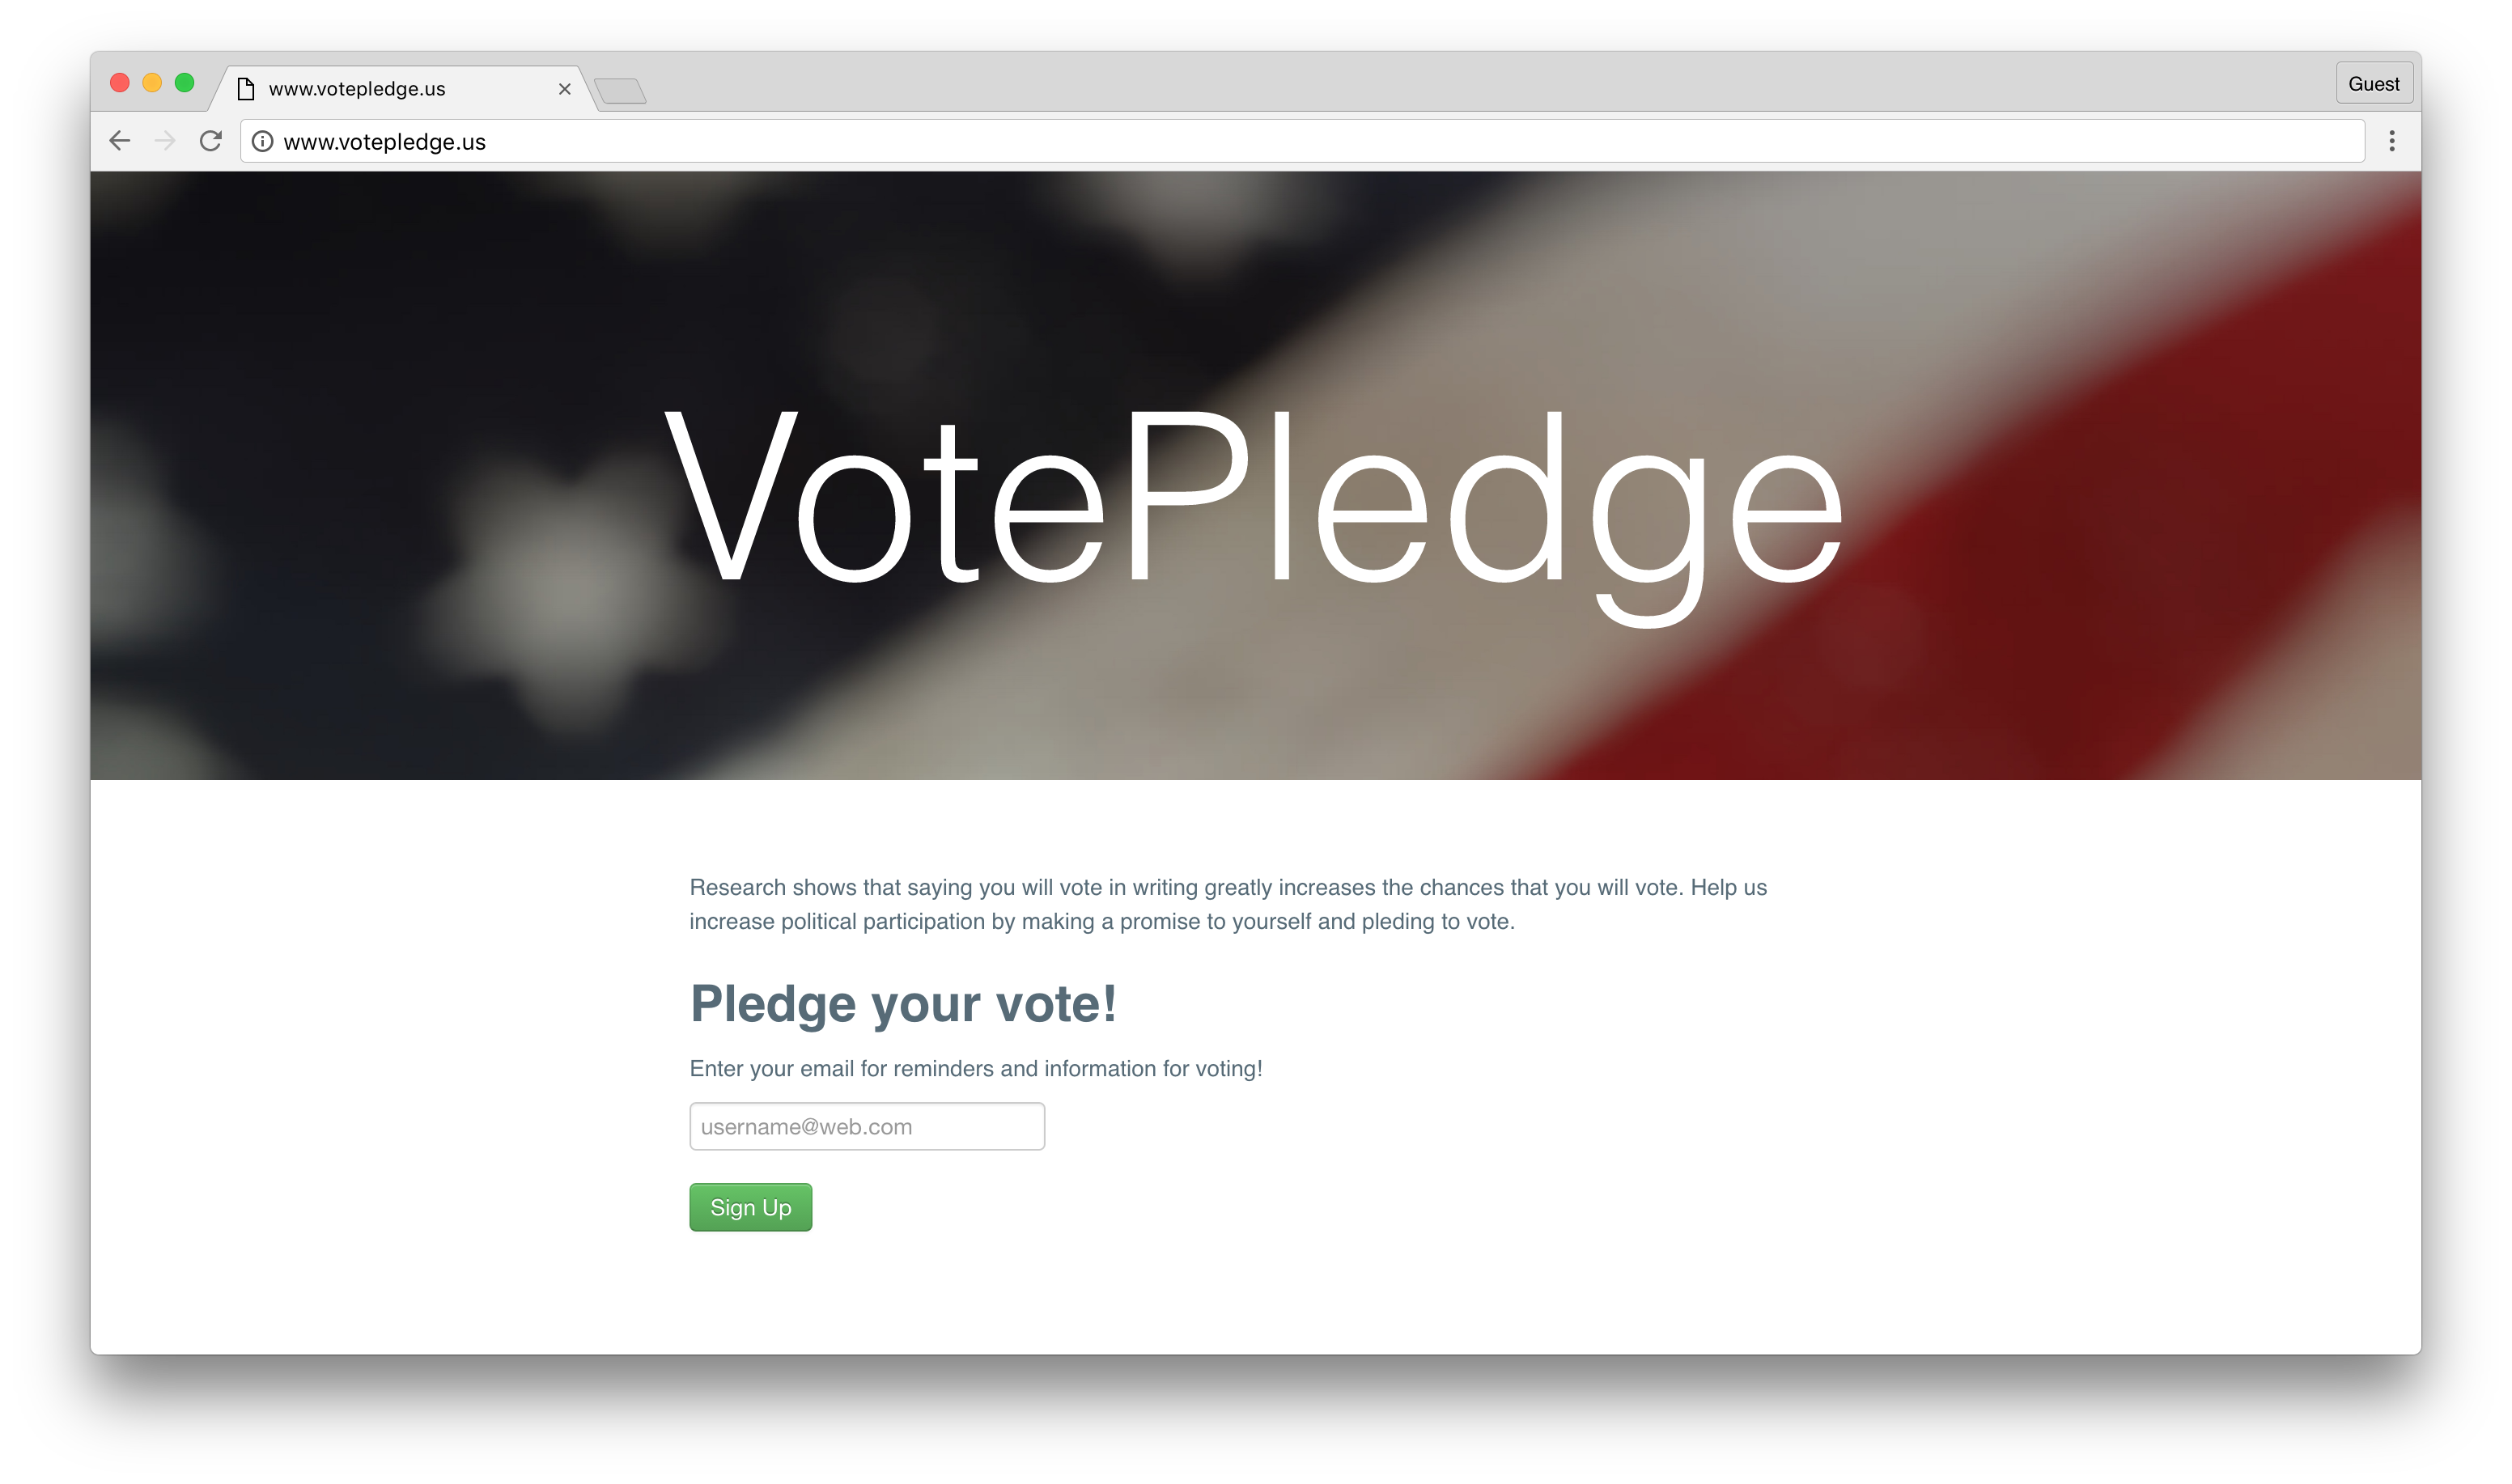 www.votepledge.us
Guest
www.votepledge.us
VotePledge
Research shows that saying you will vote in writing greatly increases the chances that you will vote. Help us
increase political participation by making a promise to yourself and pleding to vote.
Pledge your vote!
Enter your email for reminders and information for voting!
username@web.com
Sign Up